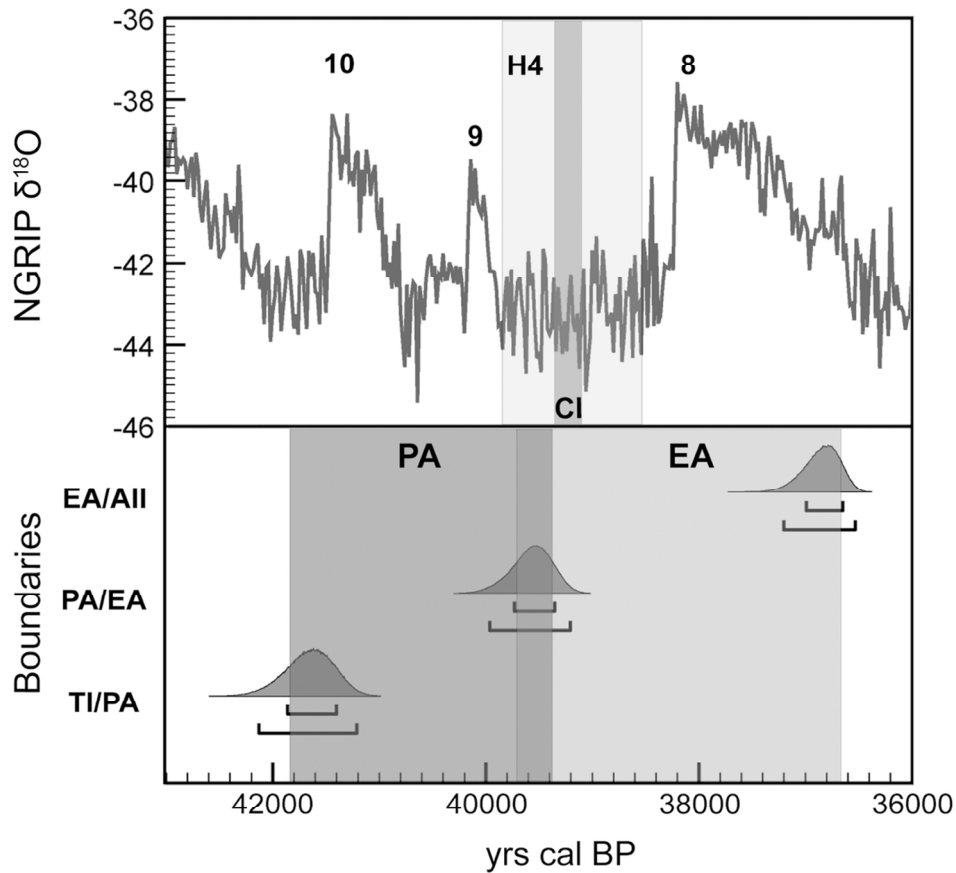 -36
-38
-40
-42
-44
-46
NGRIP δ¹⁸O
10
9
H4
8
CI
PA
EA
Boundaries
EA/AII
PA/EA
TI/PA
42000
40000
38000
36000
yrs cal BP